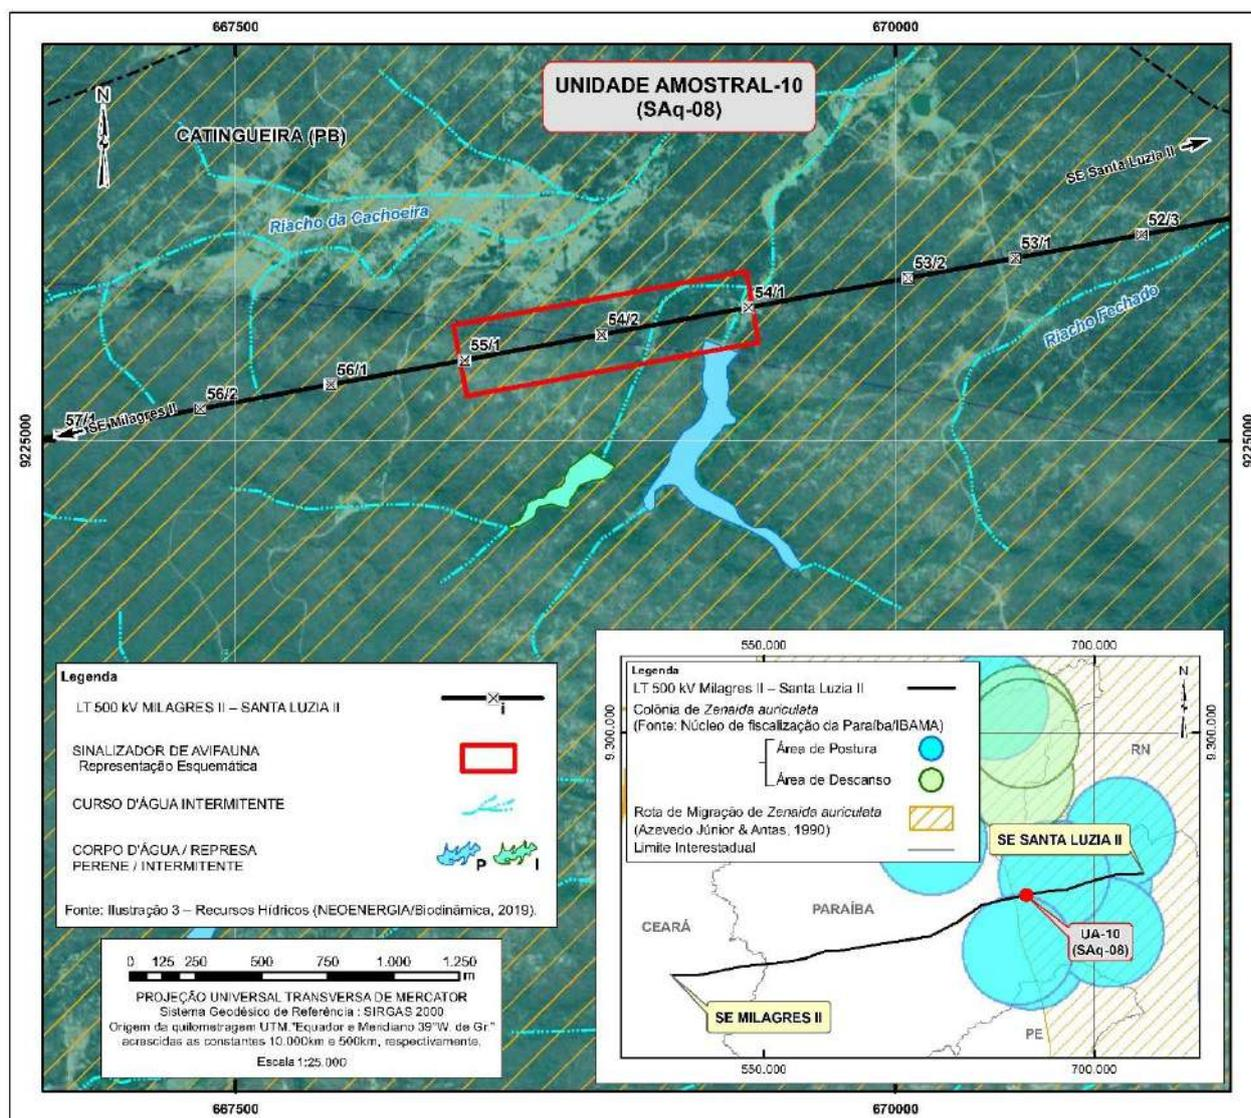 667500
670000
UNIDADE AMOSTRAL-10
(SAq-08)
N
CATINGUEIRA (PB)
SE Santa Luzia II
Riacho da Cachoeira
52/3
53/1
53/2
54/1
54/2
55/1
56/1
56/2
57/1
SE Milagres II
Riacho Fechado
9225000
9225000
Legenda
LT 500 kV MILAGRES II – SANTA LUZIA II
i
SINALIZADOR DE AVIFAUNA
Representação Esquemática
CURSO D'ÁGUA INTERMITENTE
CORPO D'ÁGUA / REPRESA
PERENE / INTERMITENTE
P
I
Fonte: Ilustração 3 – Recursos Hídricos (NEOENERGIA/Biodinâmica, 2019).
0 125 250 500 750 1.000 1.250
m
PROJEÇÃO UNIVERSAL TRANSVERSA DE MERCATOR
Sistema Geodésico de Referência : SIRGAS 2000
Origem da quilometragem UTM."Equador e Meridiano 39°W. de Gr."
acrescidas as constantes 10.000km e 500km, respectivamente.
Escala 1:25.000
550.000
700.000
Legenda
LT 500 kV Milagres II – Santa Luzia II
Colônia de Zenaida auriculata
(Fonte: Núcleo de fiscalização da Paraíba/IBAMA)
Área de Postura
Área de Descanso
Rota de Migração de Zenaida auriculata
(Azevedo Júnior & Antas, 1990)
Limite Interestadual
N
RN
9.300.000
9.300.000
SE SANTA LUZIA II
PARAÍBA
CEARÁ
UA-10
(SAq-08)
SE MILAGRES II
PE
550.000
700.000
667500
670000